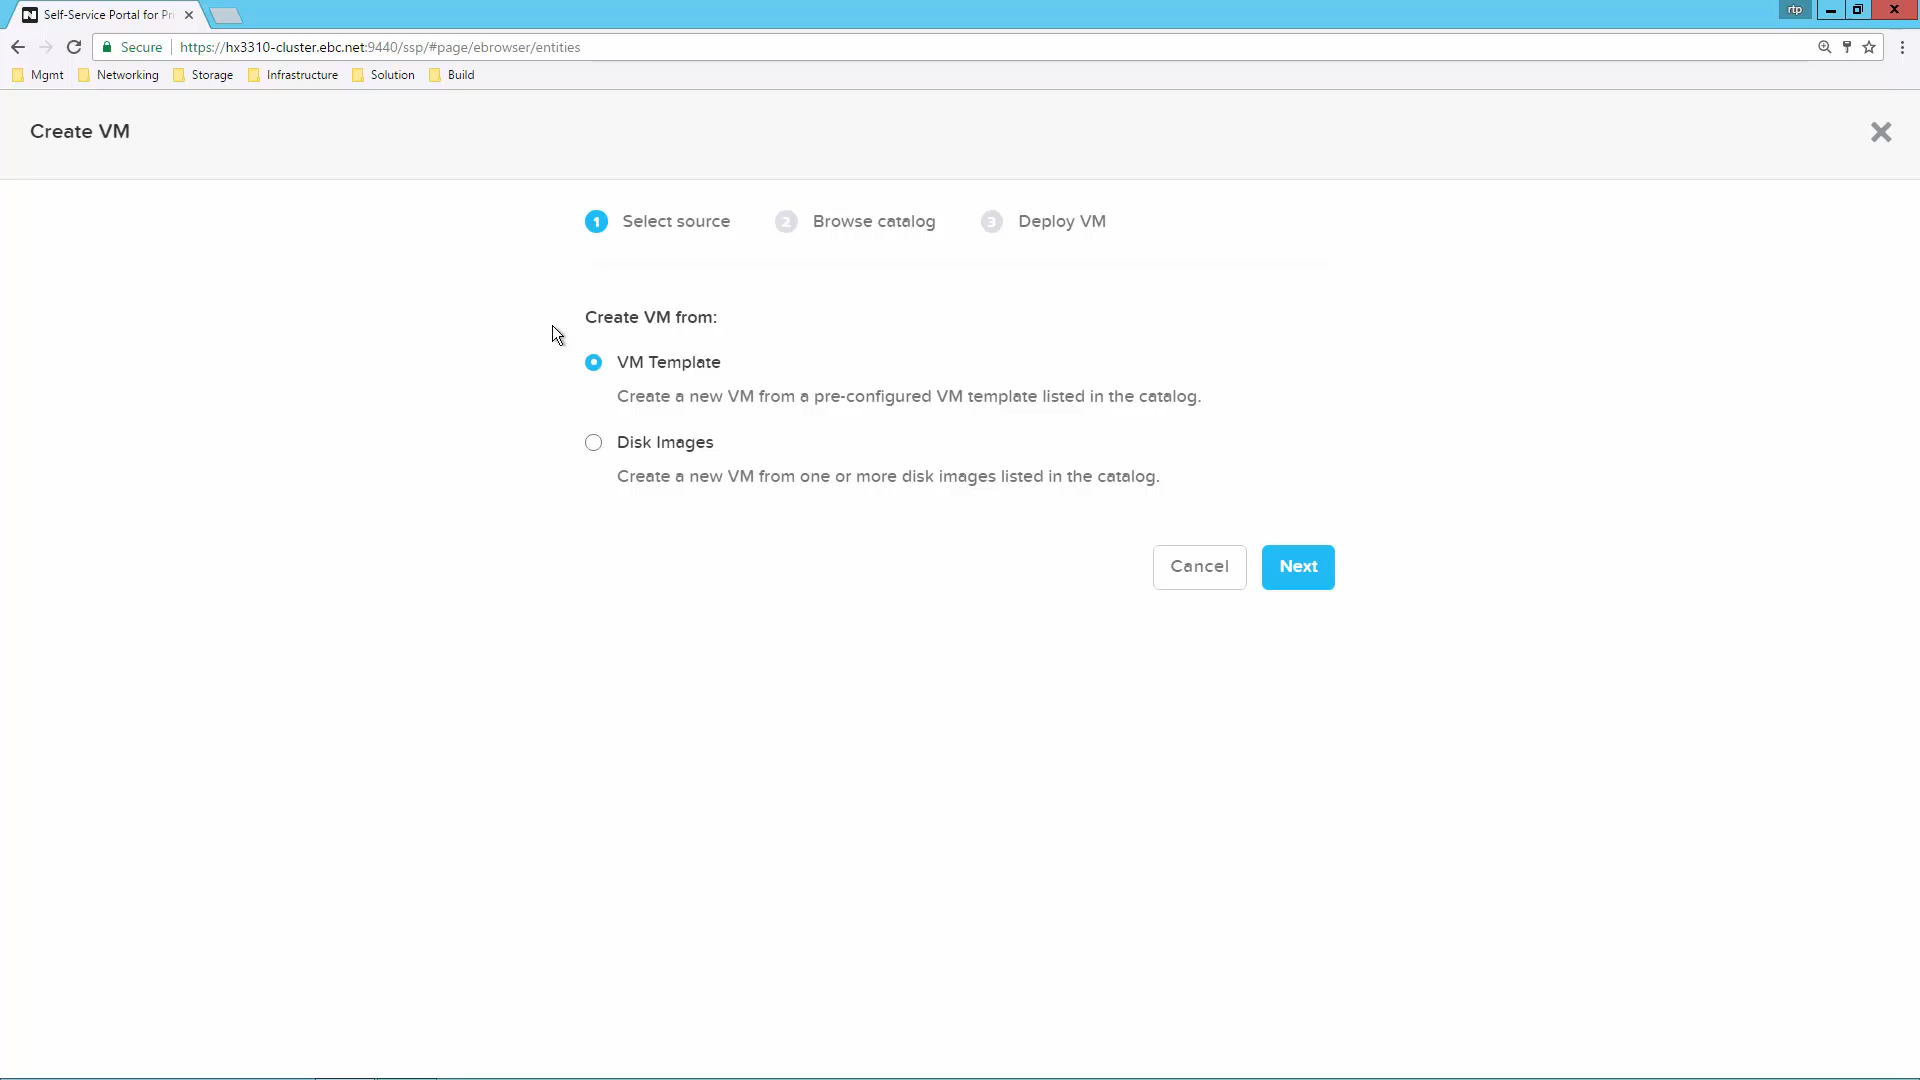 Self-Service Portal for Pr
rtp
Secure https://hx3310-cluster.ebc.net:9440/ssp/#page/ebrowser/entities
Mgmt Networking Storage Infrastructure Solution Build
Create VM
1 Select source 2 Browse catalog 3 Deploy VM
Create VM from:
VM Template
Create a new VM from a pre-configured VM template listed in the catalog.
Disk Images
Create a new VM from one or more disk images listed in the catalog.
Cancel Next